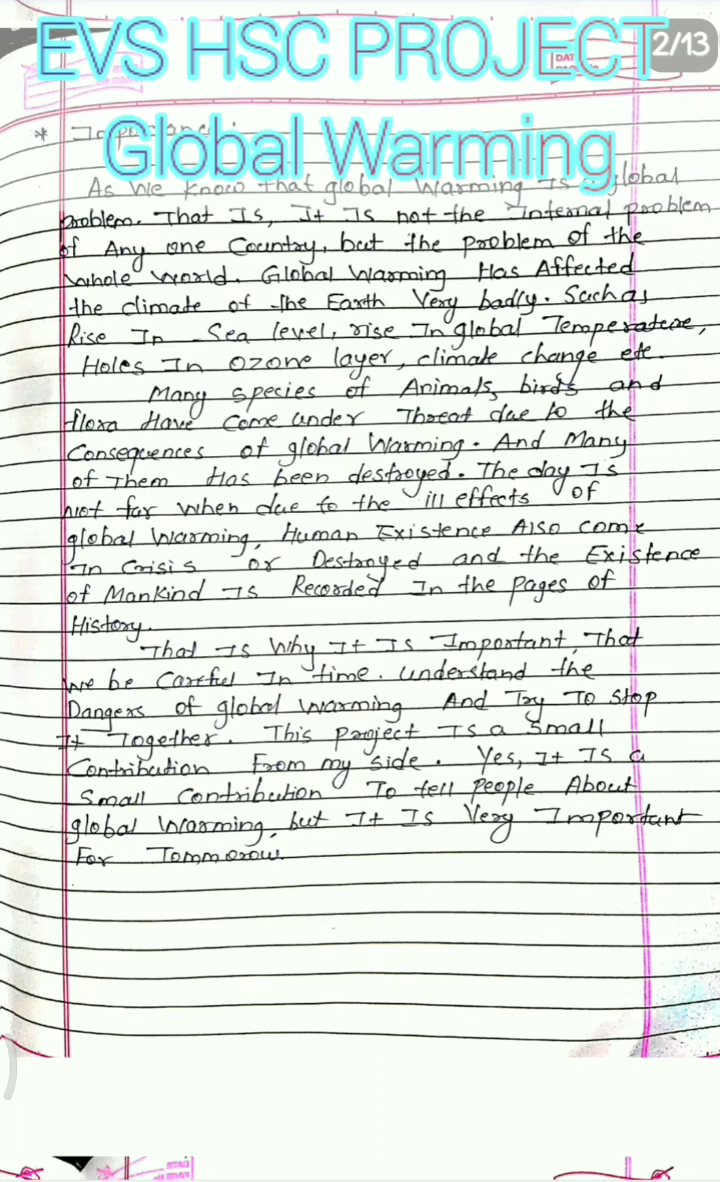 EVS HSC PROJECT
2/13
Global Warming
* Importance :
As We know that global Warming Is global
problem. That Is, It Is not the internal problem
of Any one Country, but the problem of the
whole world. Global Warming Has Affected
the climate of the Earth Very badly. Such as
Rise In Sea level, rise In global Temperature,
Holes In Ozone layer, climate change etc.
Many species of Animals, birds and
flora Have Come under Threat due to the
Consequences of global Warming. And Many
of Them Has been destroyed. The day Is
Not far when due to the ill effects of
global Warming, Human Existence Also come
In Crisis or Destroyed and the Existence
of Mankind Is Recorded In the pages of
History.
That Is Why It Is Important That
We be Careful In time. understand the
Dangers of global warming And Try To Stop
It Together. This project Is a Small
Contribution From my side. Yes, It Is a
Small Contribution To tell people About
global Warming, but It Is Very Important
For Tommorow.